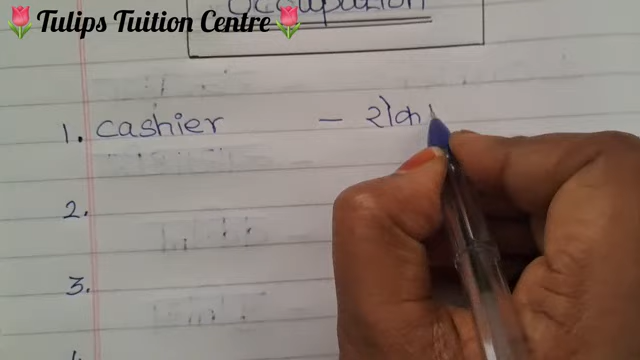 🌷Tulips Tuition Centre🌷
Occupation
1. Cashier - रोक
2.
3.